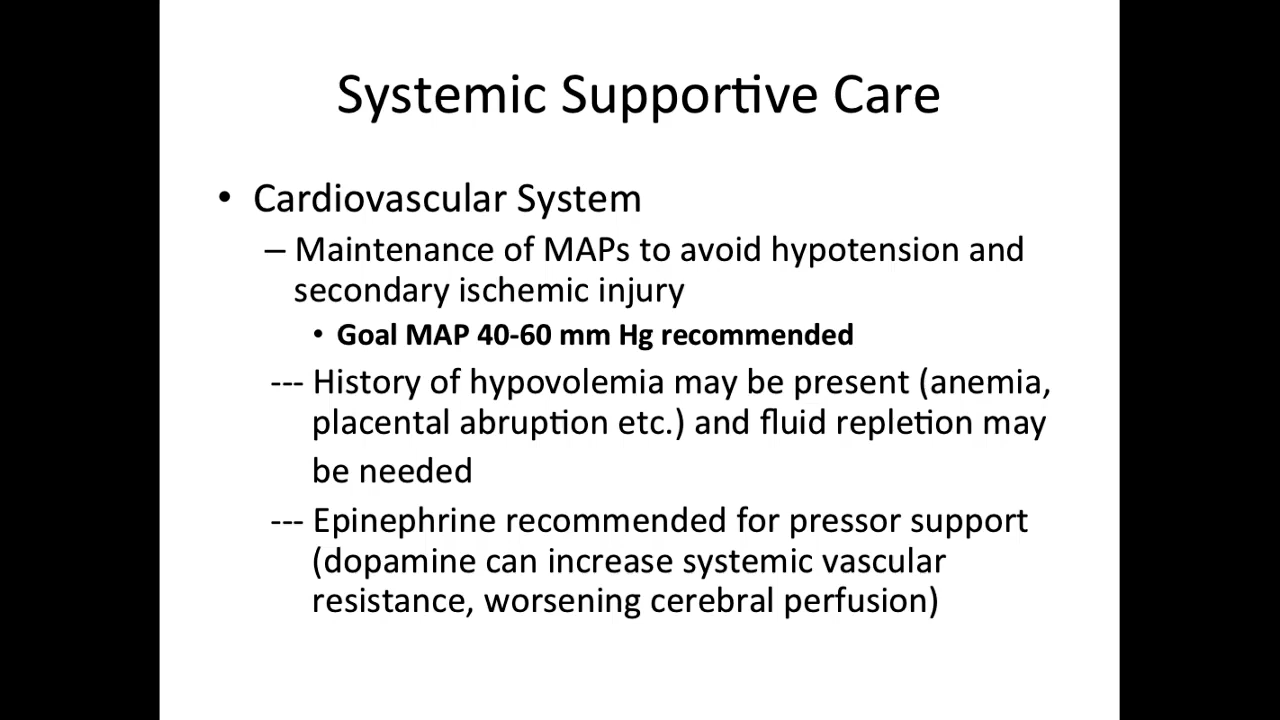 Systemic Supportive Care
• Cardiovascular System
– Maintenance of MAPs to avoid hypotension and
secondary ischemic injury
• Goal MAP 40-60 mm Hg recommended
--- History of hypovolemia may be present (anemia,
placental abruption etc.) and fluid repletion may
be needed
--- Epinephrine recommended for pressor support
(dopamine can increase systemic vascular
resistance, worsening cerebral perfusion)